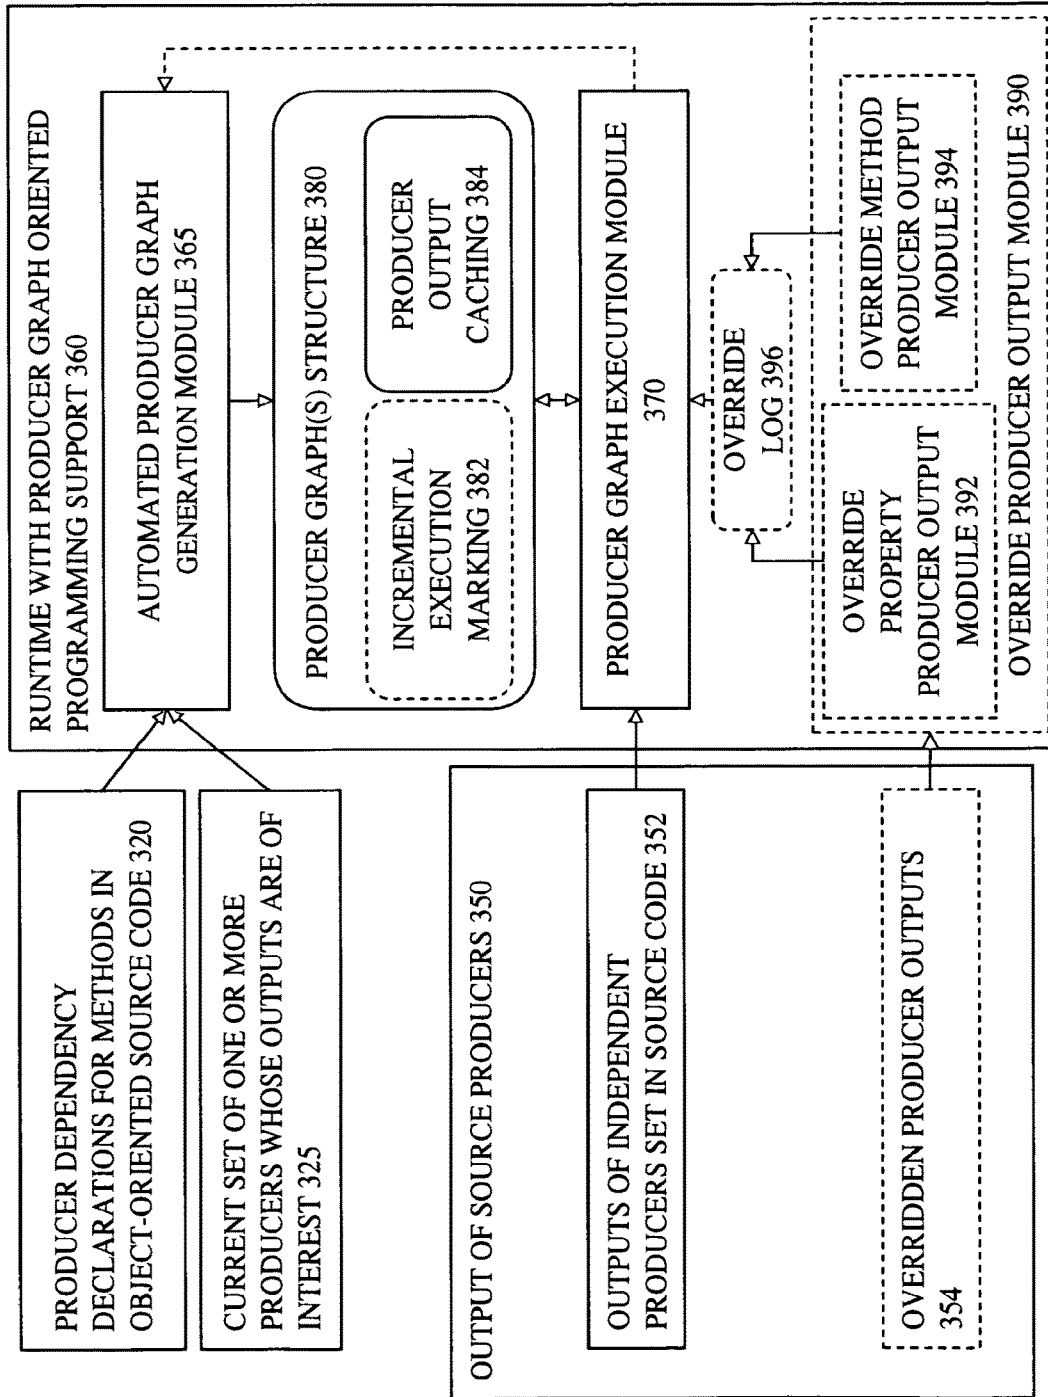 PRODUCER DEPENDENCY
DECLARATIONS FOR METHODS IN
OBJECT-ORIENTED SOURCE CODE 320
CURRENT SET OF ONE OR MORE
PRODUCERS WHOSE OUTPUTS ARE OF
INTEREST 325
OUTPUT OF SOURCE PRODUCERS 350
OUTPUTS OF INDEPENDENT
PRODUCERS SET IN SOURCE CODE 352
OVERRIDDEN PRODUCER OUTPUTS
354
RUNTIME WITH PRODUCER GRAPH ORIENTED
PROGRAMMING SUPPORT 360
AUTOMATED PRODUCER GRAPH
GENERATION MODULE 365
PRODUCER GRAPH(S) STRUCTURE 380
INCREMENTAL
EXECUTION
MARKING 382
PRODUCER
OUTPUT
CACHING 384
PRODUCER GRAPH EXECUTION MODULE
370
OVERRIDE
LOG 396
OVERRIDE
PROPERTY
PRODUCER OUTPUT
MODULE 392
OVERRIDE METHOD
PRODUCER OUTPUT
MODULE 394
OVERRIDE PRODUCER OUTPUT MODULE 390